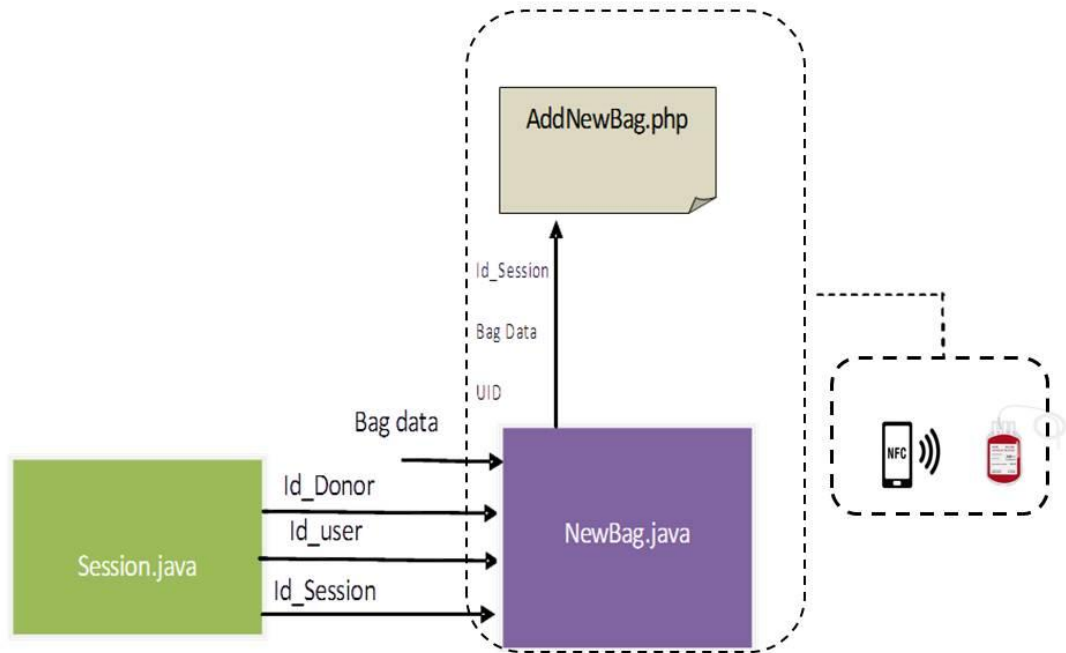 AddNewBag.php
Id_Session
Bag Data
UID
Bag data
Id_Donor
Id_user
Id_Session
Session.java
NewBag.java
NFC